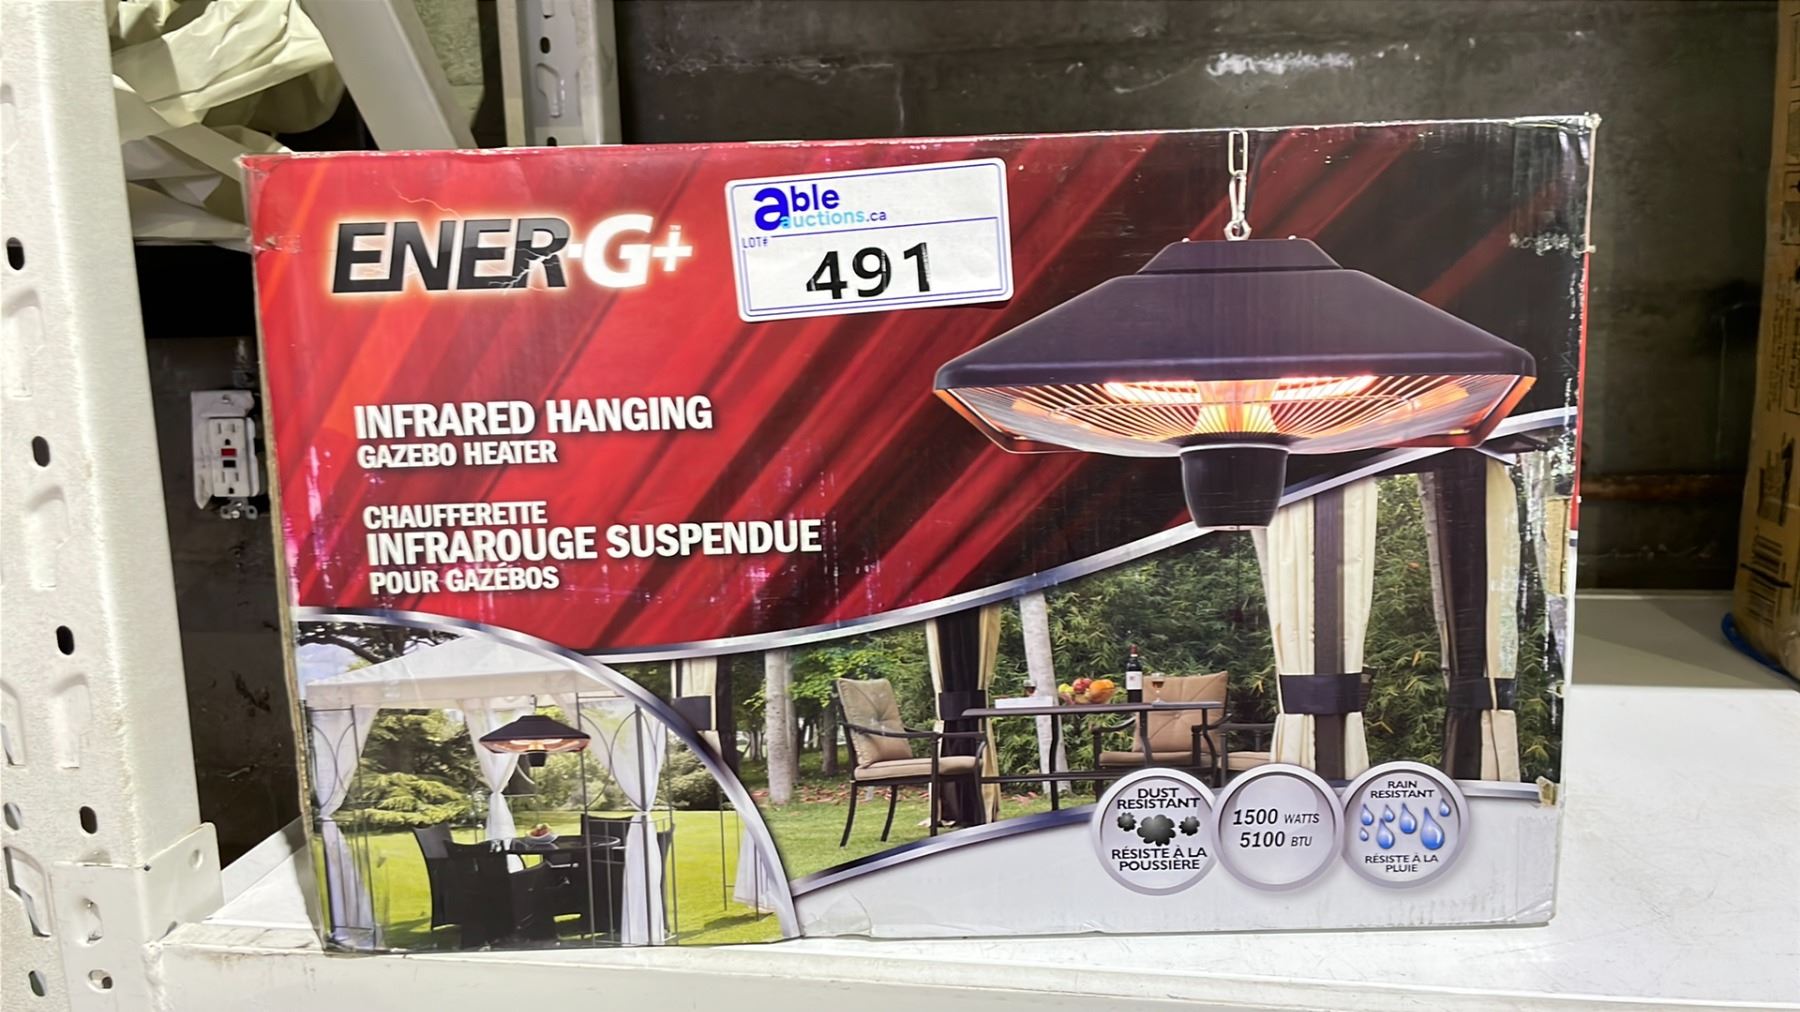 ENER-G+
able
auctions.ca
LOT#
491
INFRARED HANGING
GAZEBO HEATER
CHAUFFERETTE
INFRAROUGE SUSPENDUE
POUR GAZÉBOS
DUST
RESISTANT
RÉSISTE À LA
POUSSIÈRE
1500 WATTS
5100 BTU
RAIN
RESISTANT
RÉSISTE À LA
PLUIE